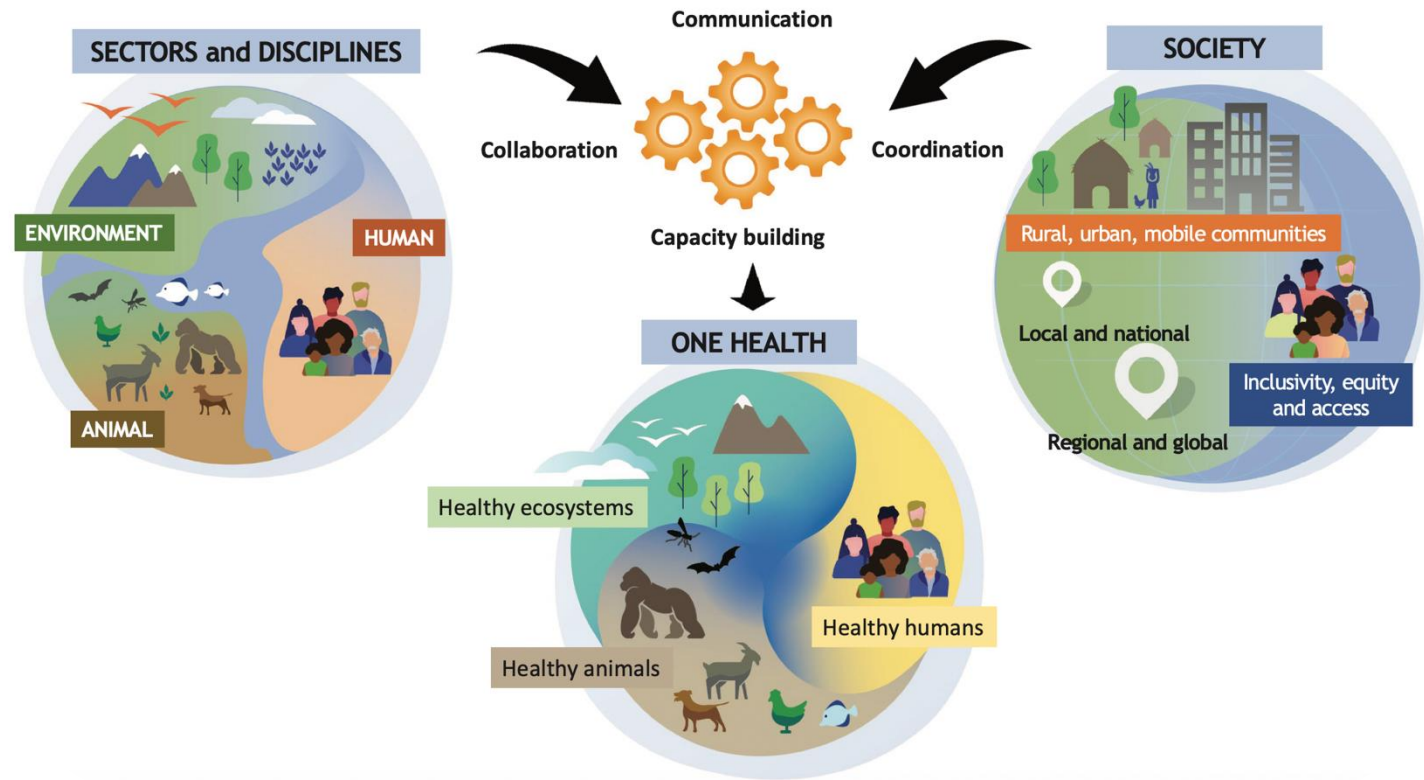 Communication
SECTORS and DISCIPLINES
SOCIETY
Collaboration
Coordination
ENVIRONMENT
HUMAN
Rural, urban, mobile communities
Capacity building
Local and national
ONE HEALTH
Inclusivity, equity
and access
ANIMAL
Regional and global
Healthy ecosystems
Healthy humans
Healthy animals